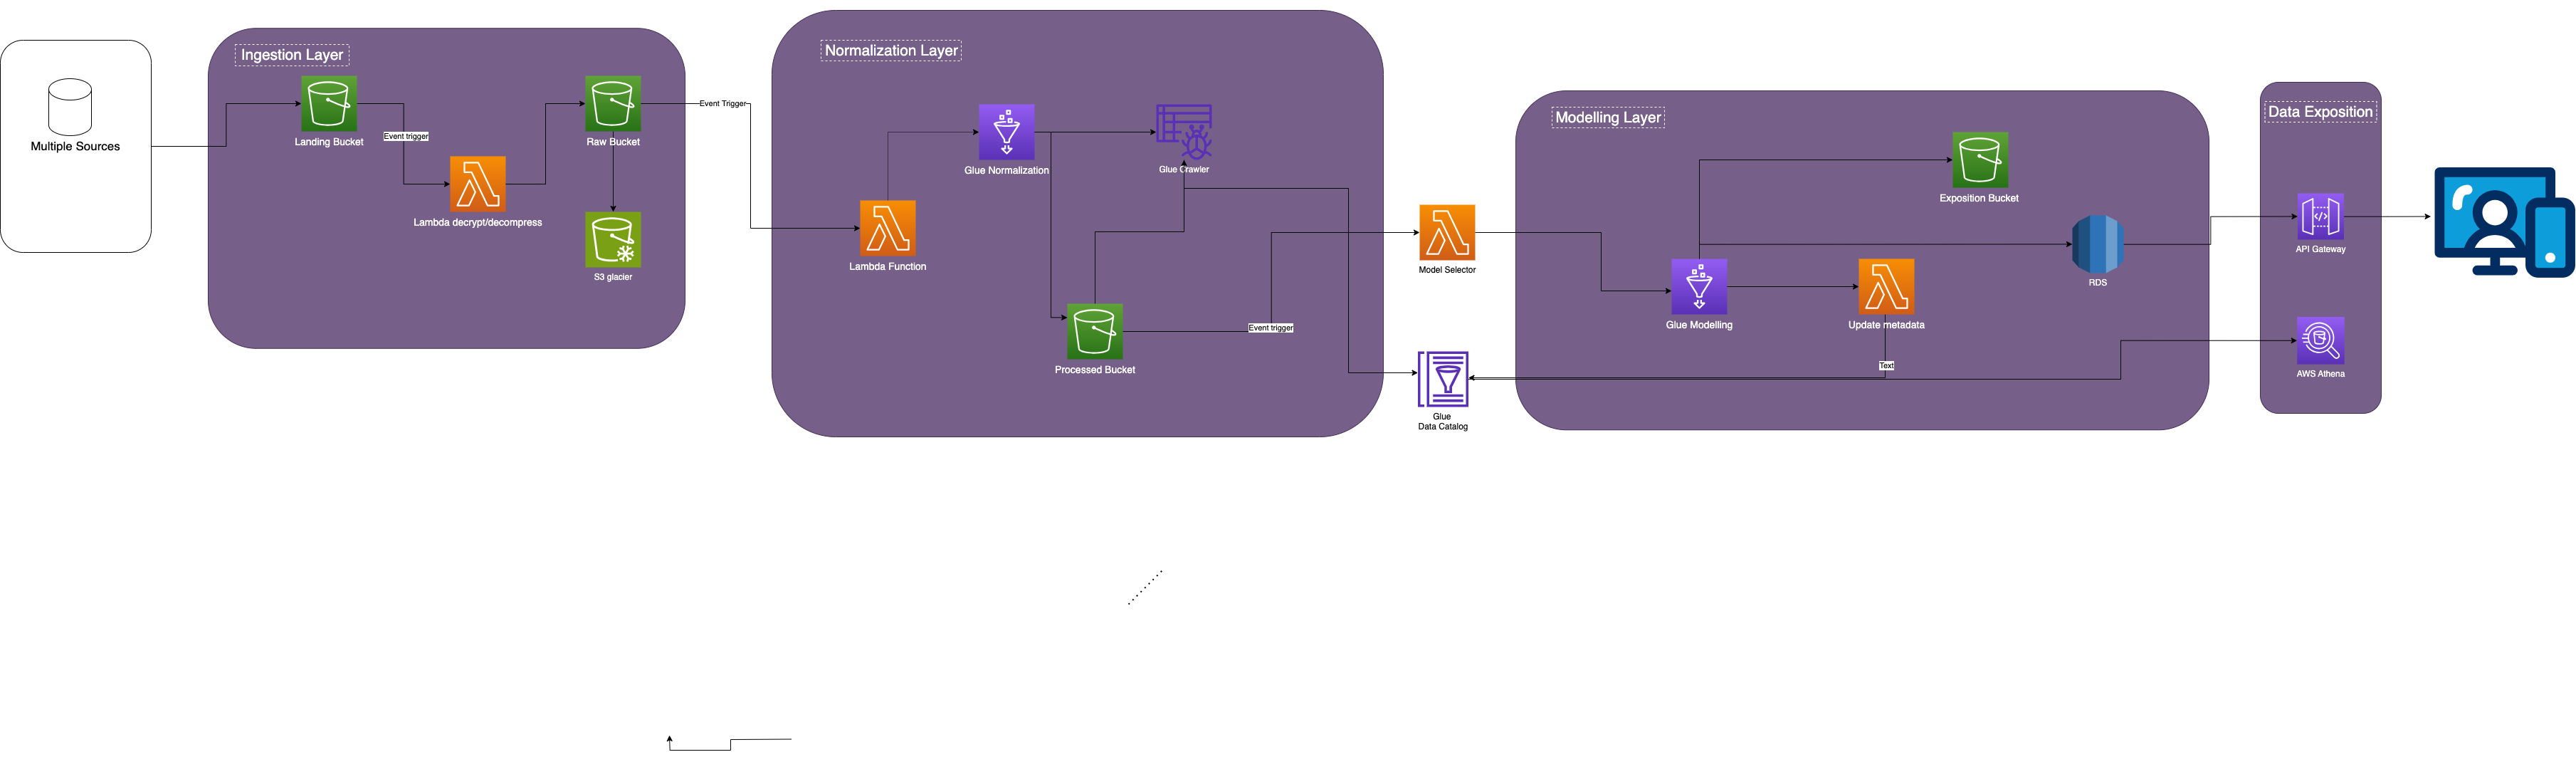 Multiple Sources
Ingestion Layer
Landing Bucket
Event trigger
Lambda decrypt/decompress
Raw Bucket
S3 glacier
Event Trigger
Normalization Layer
Glue Normalization
Glue Crawler
Lambda Function
Processed Bucket
Event trigger
Model Selector
Glue
Data Catalog
Modelling Layer
Exposition Bucket
RDS
Glue Modelling
Update metadata
Text
Data Exposition
API Gateway
AWS Athena